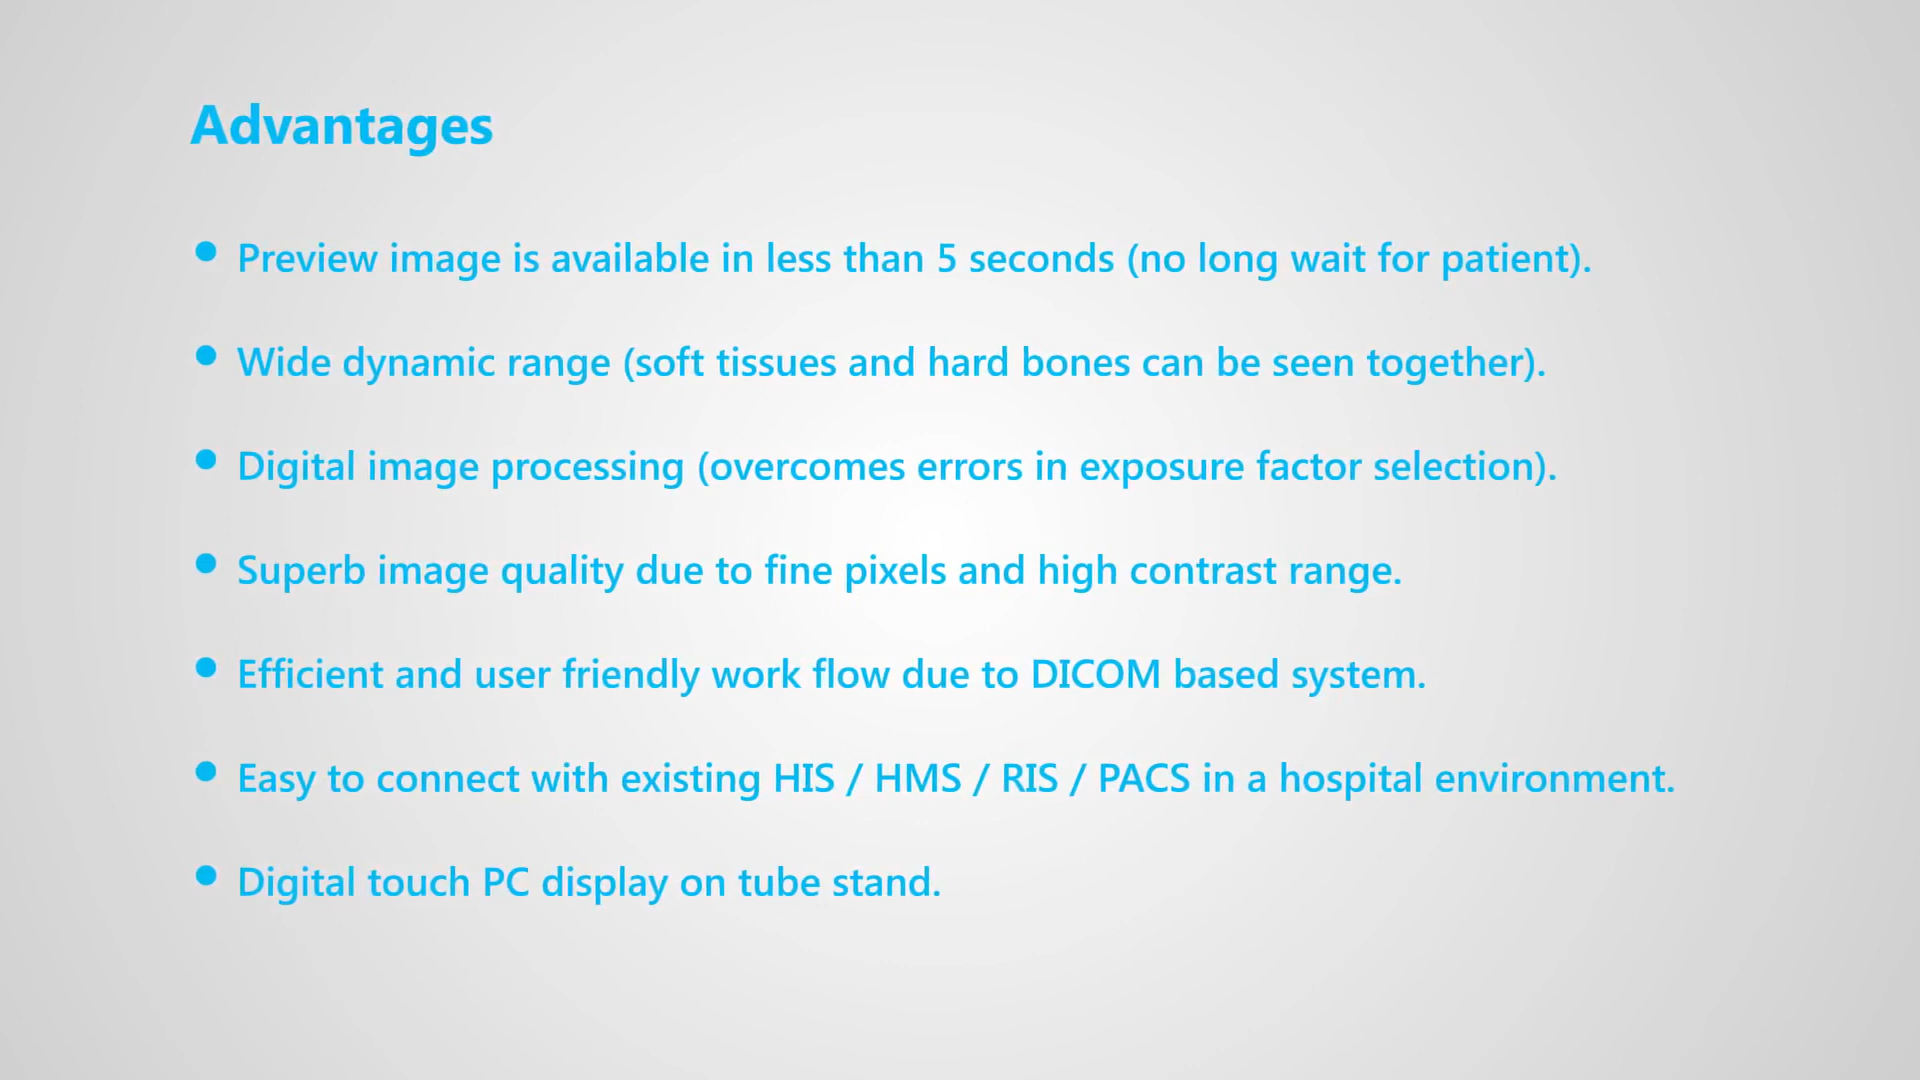 Advantages
• Preview image is available in less than 5 seconds (no long wait for patient).
• Wide dynamic range (soft tissues and hard bones can be seen together).
• Digital image processing (overcomes errors in exposure factor selection).
• Superb image quality due to fine pixels and high contrast range.
• Efficient and user friendly work flow due to DICOM based system.
• Easy to connect with existing HIS / HMS / RIS / PACS in a hospital environment.
• Digital touch PC display on tube stand.